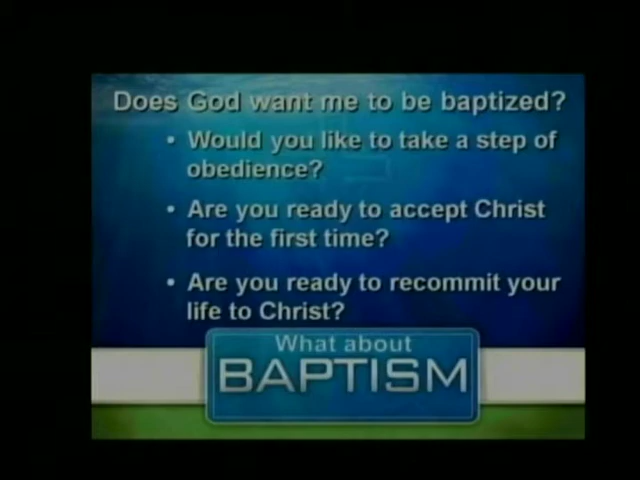 Does God want me to be baptized?
• Would you like to take a step of
obedience?
• Are you ready to accept Christ
for the first time?
• Are you ready to recommit your
life to Christ?
What about
BAPTISM